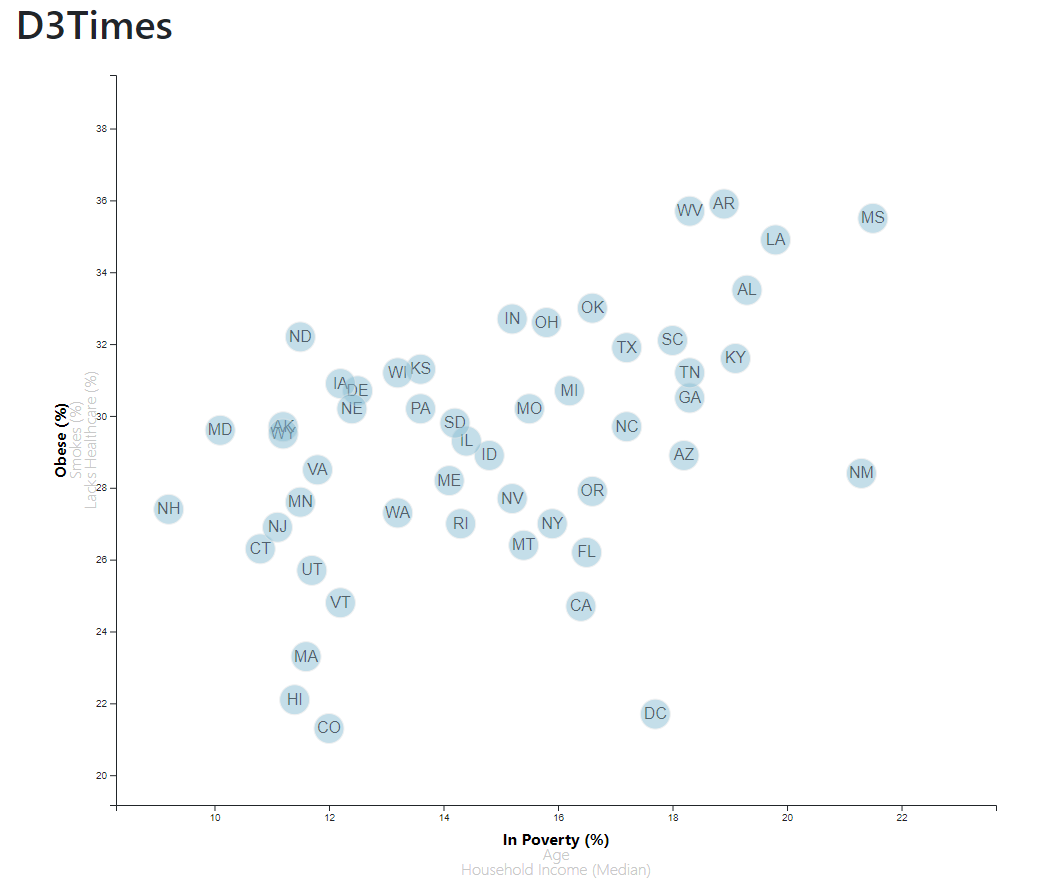 D3Times
38
36
34
32
30
28
26
24
22
20
Obese (%)
Smokes (%)
Lacks Healthcare (%)
AR
WV
MS
LA
AL
OK
IN
OH
ND
SC
TX
KY
KS
WI
TN
IA
DE
MI
GA
NE
PA
MO
SD
MD
AK
WY
NC
IL
ID
AZ
VA
NM
ME
OR
NV
MN
NH
WA
NJ
RI
NY
CT
MT
FL
UT
VT
CA
MA
HI
DC
CO
10 12 14 16 18 20 22
In Poverty (%)
Age
Household Income (Median)